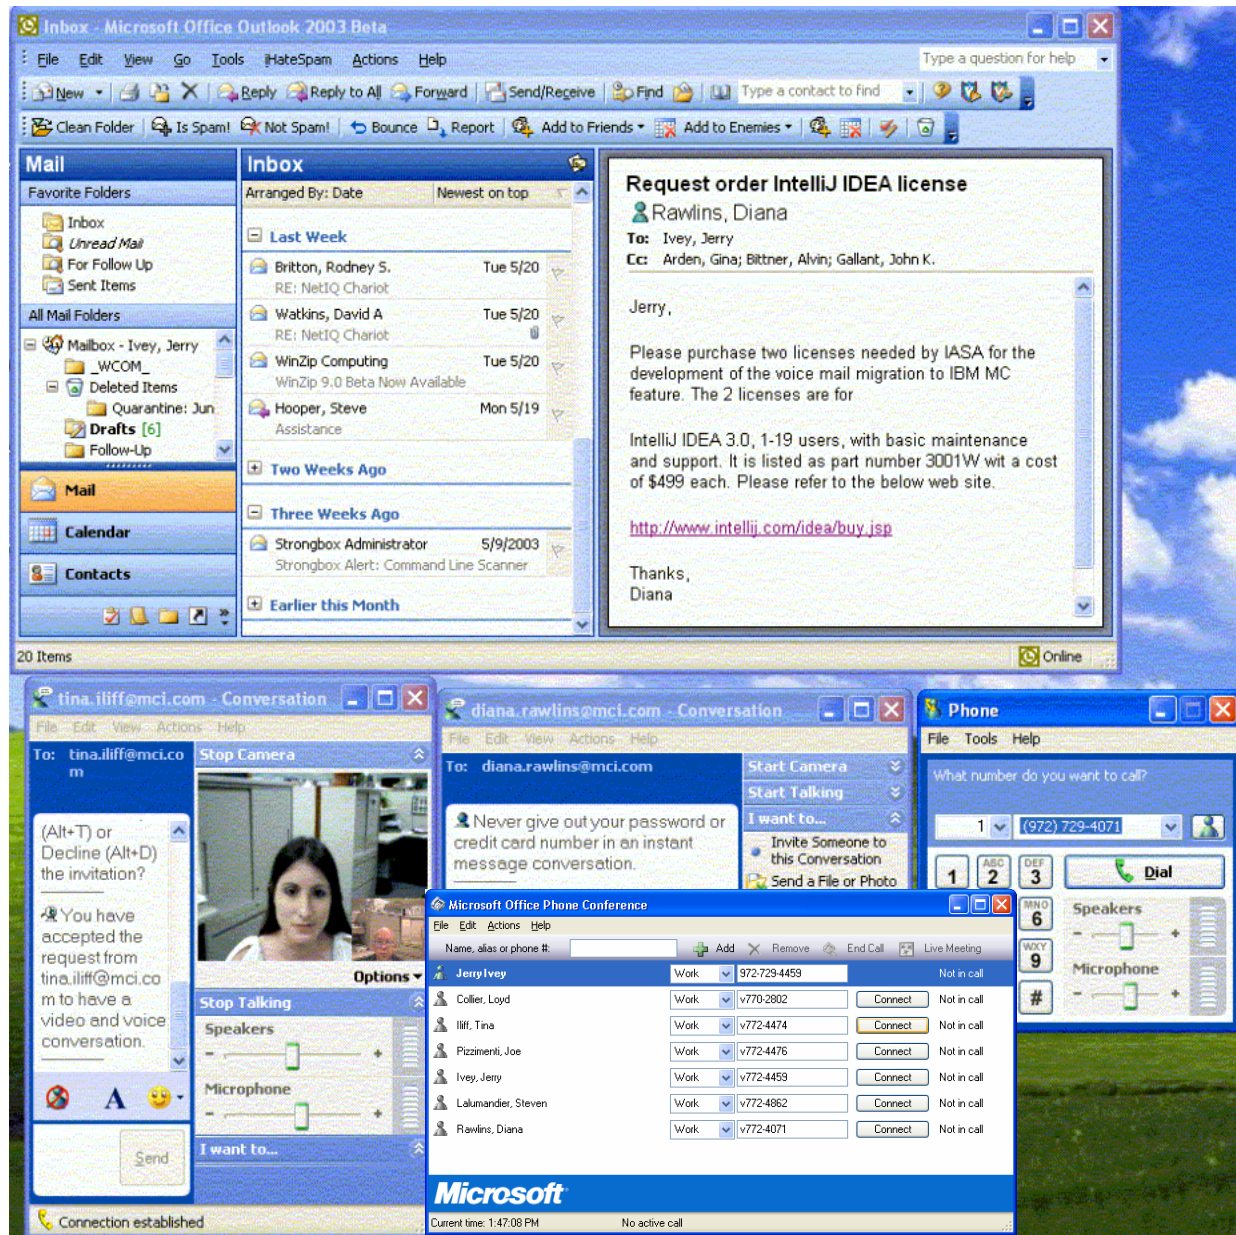 Inbox - Microsoft Office Outlook 2003 Beta
File Edit View Go Tools iHateSpam Actions Help Type a question for help
New Reply Reply to All Forward Send/Receive Find Type a contact to find
Clean Folder Is Spam! Not Spam! Bounce Report Add to Friends Add to Enemies
Mail
Favorite Folders
Inbox
Unread Mail
For Follow Up
Sent Items
All Mail Folders
Mailbox - Ivey, Jerry
_WCOM_
Deleted Items
Quarantine: Jun
Drafts [6]
Follow-Up
Mail
Calendar
Contacts
Inbox
Arranged By: Date Newest on top
Last Week
Britton, Rodney S. Tue 5/20
RE: NetIQ Chariot
Watkins, David A Tue 5/20
RE: NetIQ Chariot
WinZip Computing Tue 5/20
WinZip 9.0 Beta Now Available
Hooper, Steve Mon 5/19
Assistance
Two Weeks Ago
Three Weeks Ago
Strongbox Administrator 5/9/2003
Strongbox Alert: Command Line Scanner
Earlier this Month
Request order IntelliJ IDEA license
Rawlins, Diana
To: Ivey, Jerry
Cc: Arden, Gina; Bittner, Alvin; Gallant, John K.
Jerry,
Please purchase two licenses needed by IASA for the
development of the voice mail migration to IBM MC
feature. The 2 licenses are for
IntelliJ IDEA 3.0, 1-19 users, with basic maintenance
and support. It is listed as part number 3001W wit a cost
of $499 each. Please refer to the below web site.
http://www.intellij.com/idea/buy.jsp
Thanks,
Diana
20 Items Online
tina.iliff@mci.com - Conversation
File Edit View Actions Help
To: tina.iliff@mci.co
m
Stop Camera
(Alt+T) or
Decline (Alt+D)
the invitation?
You have
accepted the
request from
tina.iliff@mci.co
m to have a
video and voice
conversation.
A
Send
Options
Stop Talking
Speakers
- +
Microphone
- +
I want to...
Connection established
diana.rawlins@mci.com - Conversation
File Edit View Actions Help
To: diana.rawlins@mci.com
Never give out your password or
credit card number in an instant
message conversation.
Start Camera
Start Talking
I want to...
Invite Someone to
this Conversation
Send a File or Photo
Phone
File Tools Help
What number do you want to call?
1 (972) 729-4071
1 ABC 2 DEF 3 Dial
MNO 6
WXY 9
#
Speakers
- +
Microphone
- +
Microsoft Office Phone Conference
File Edit Actions Help
Name, alias or phone #: Add Remove End Call Live Meeting
Jerry Ivey Work 972-729-4459 Not in call
Collier, Loyd Work v770-2802 Connect Not in call
Iliff, Tina Work v772-4474 Connect Not in call
Pizzimenti, Joe Work v772-4476 Connect Not in call
Ivey, Jerry Work v772-4459 Connect Not in call
Lalumandier, Steven Work v772-4862 Connect Not in call
Rawlins, Diana Work v772-4071 Connect Not in call
Microsoft
Current time: 1:47:08 PM No active call